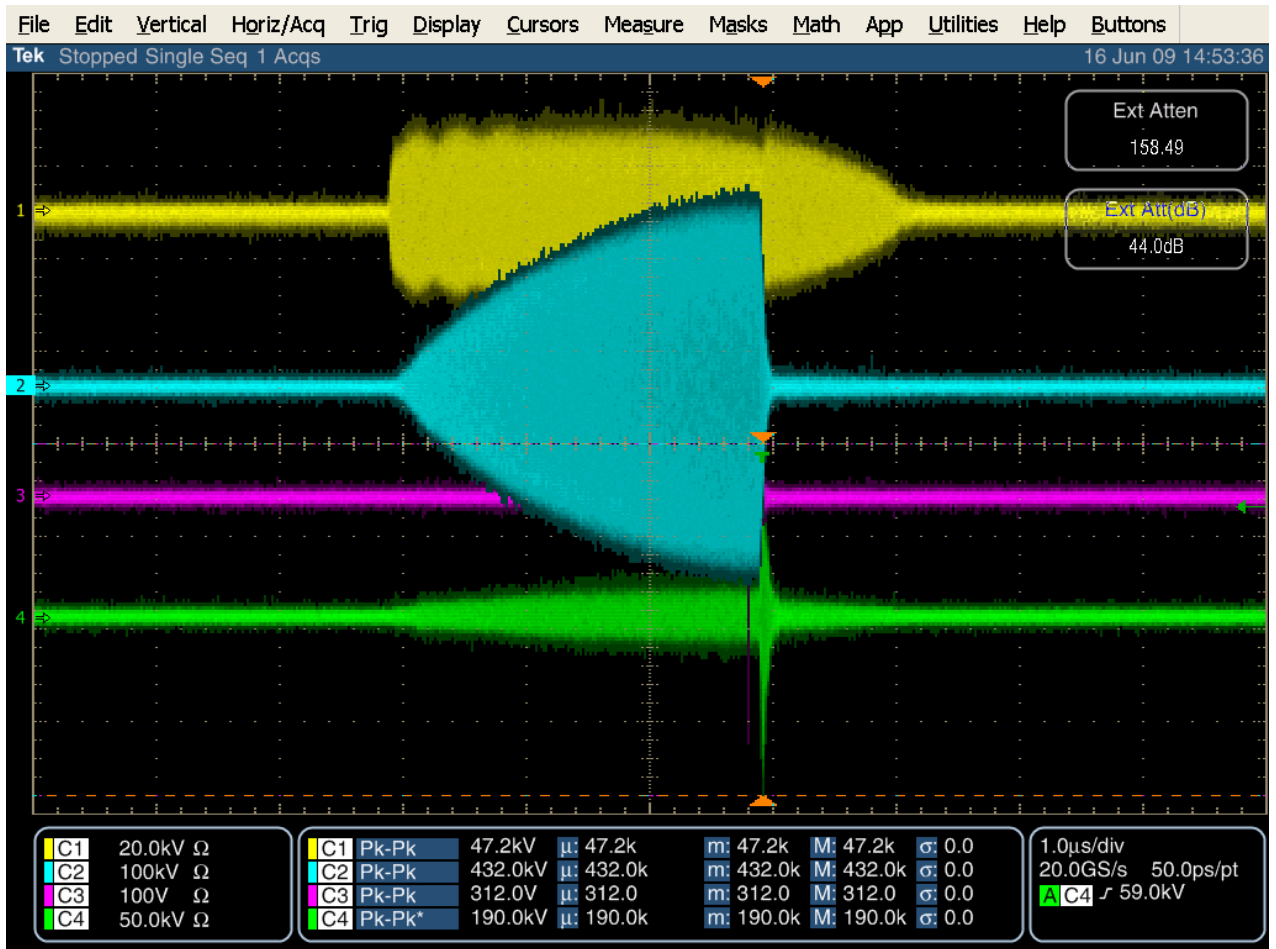 File Edit Vertical Horiz/Acq Trig Display Cursors Measure Masks Math App Utilities Help Buttons
Tek Stopped Single Seq 1 Acqs 16 Jun 09 14:53:36
Ext Atten
158.49
1
Ext Att(dB)
44.0dB
2
T
3
4
C1 20.0kV Ω
C2 100kV Ω
C3 100V Ω
C4 50.0kV Ω
C1 Pk-Pk 47.2kV µ: 47.2k m: 47.2k M: 47.2k σ: 0.0
C2 Pk-Pk 432.0kV µ: 432.0k m: 432.0k M: 432.0k σ: 0.0
C3 Pk-Pk 312.0V µ: 312.0 m: 312.0 M: 312.0 σ: 0.0
C4 Pk-Pk* 190.0kV µ: 190.0k m: 190.0k M: 190.0k σ: 0.0
1.0µs/div
20.0GS/s 50.0ps/pt
A C4 ƒ 59.0kV